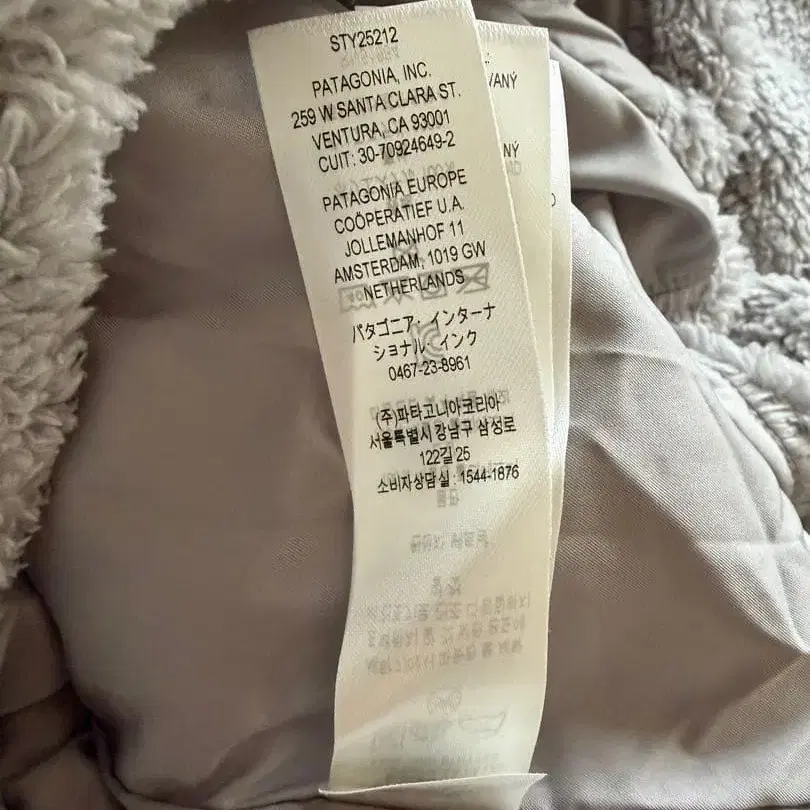 STY25212
PATAGONIA, INC.
259 W SANTA CLARA ST.
VENTURA, CA 93001
CUIT: 30-70924649-2
PATAGONIA EUROPE
COÖPERATIEF U.A.
JOLLEMANHOF 11
AMSTERDAM, 1019 GW
NETHERLANDS
パタゴニア・インターナ
ショナル・インク
0467-23-8961
(주)파타고니아코리아
서울특별시 강남구 삼성로
122길 25
소비자상담실 : 1544-1876